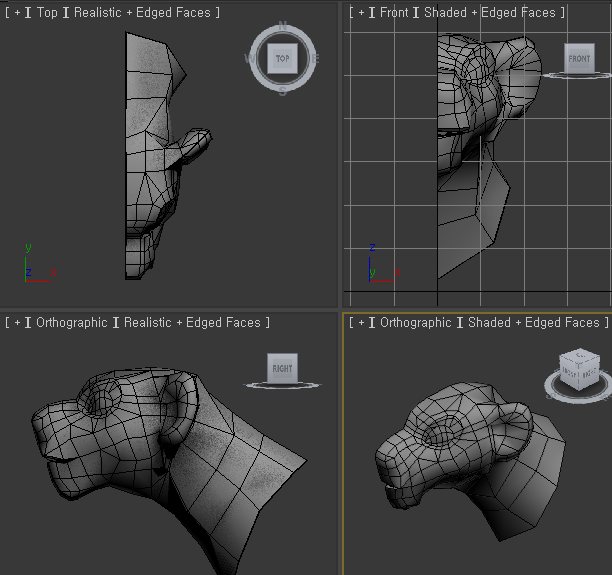 [ + ][ Top ][ Realistic + Edged Faces ]
N
W
TOP
E
S
y
z
[ + ][ Front ][ Shaded + Edged Faces ]
FRONT
z
y
[ + ][ Orthographic ][ Realistic + Edged Faces ]
RIGHT
[ + ][ Orthographic ][ Shaded + Edged Faces ]